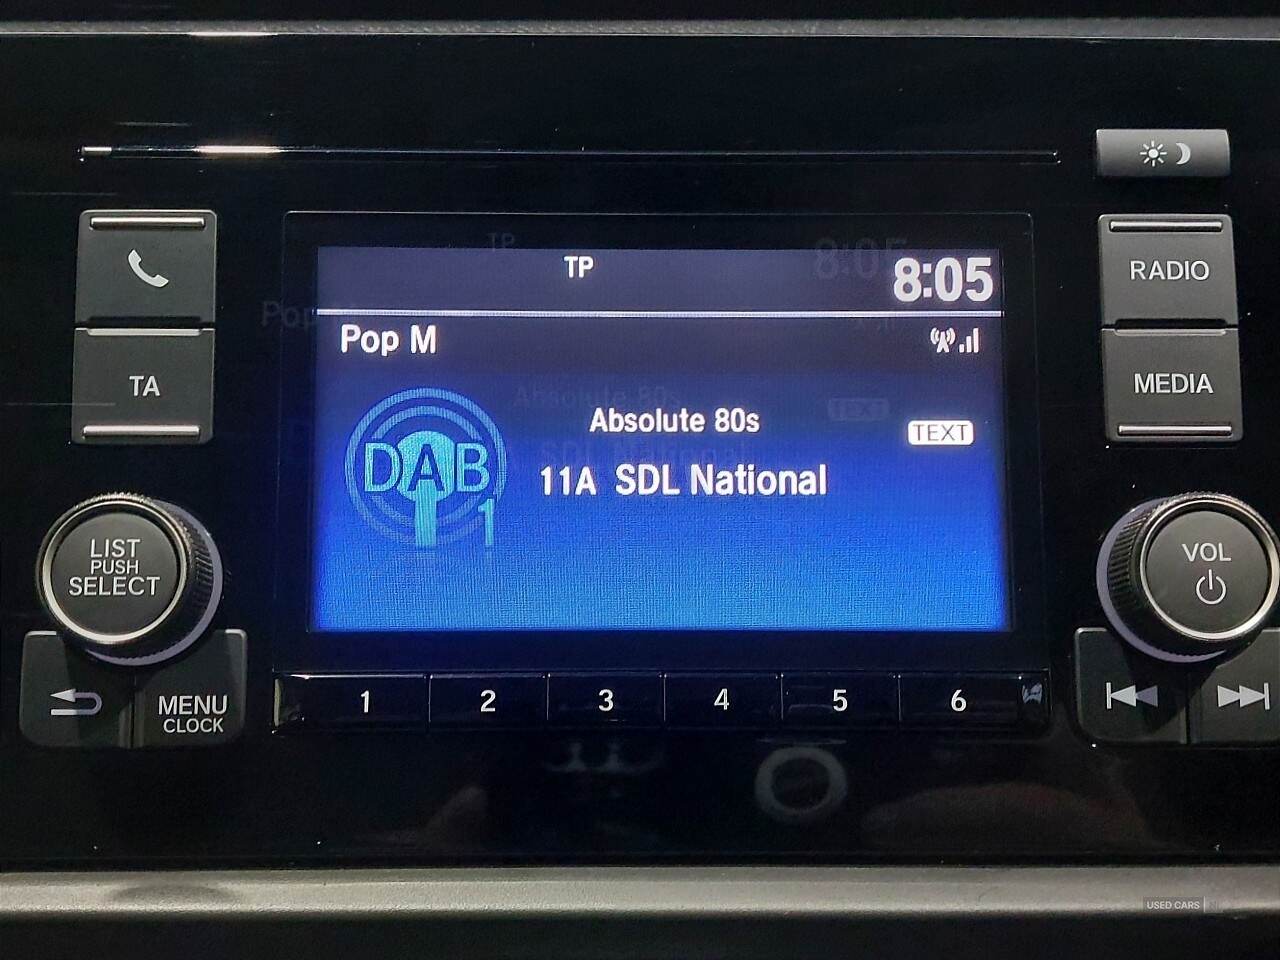 TP
8:05
RADIO
Pop M
TA
MEDIA
Absolute 80s
TEXT
DAB
1
11A SDL National
LIST
PUSH
SELECT
VOL
MENU
CLOCK
1 2 3 4 5 6
USED CARS